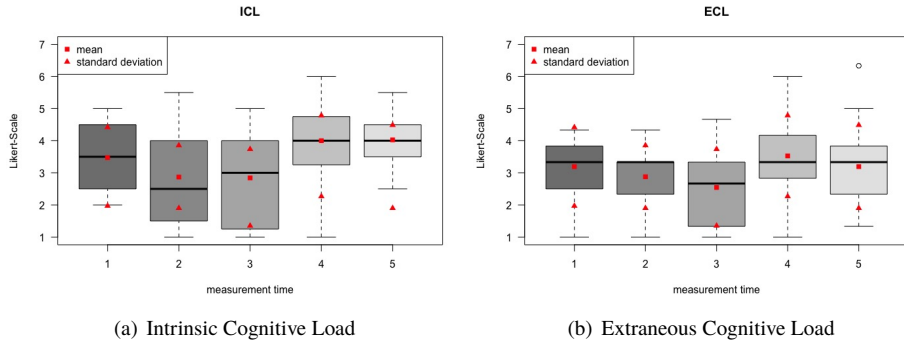 ICL
7
6
5
4
3
2
1
Likert-Scale
mean
standard deviation
1 2 3 4 5
measurement time
(a) Intrinsic Cognitive Load
ECL
7
6
5
4
3
2
1
Likert-Scale
mean
standard deviation
1 2 3 4 5
measurement time
(b) Extraneous Cognitive Load